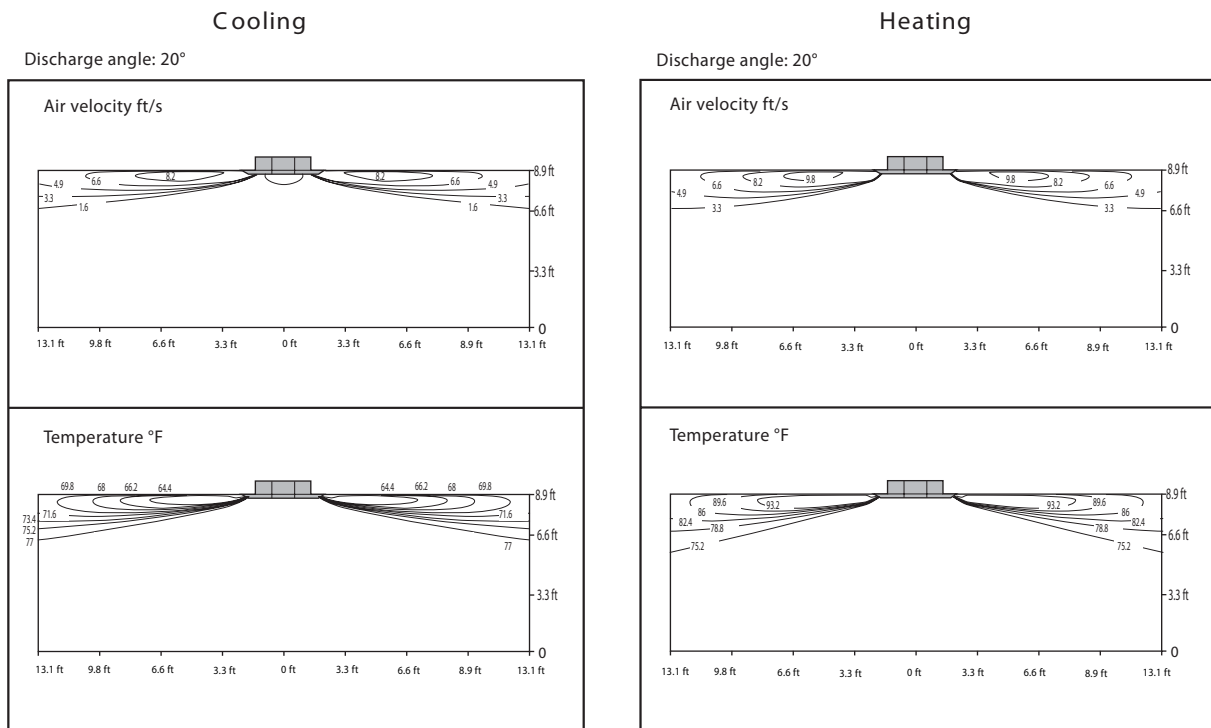 Cooling
Discharge angle: 20°
Air velocity ft/s
8.2 8.2
4.9 6.6 6.6 4.9
3.3 3.3
1.6 1.6
8.9 ft
6.6 ft
3.3 ft
0
13.1 ft 9.8 ft 6.6 ft 3.3 ft 0 ft 3.3 ft 6.6 ft 8.9 ft 13.1 ft
Temperature °F
69.8 68 66.2 64.4 64.4 66.2 68 69.8
71.6 71.6
73.4
75.2
77 77
8.9 ft
6.6 ft
3.3 ft
0
13.1 ft 9.8 ft 6.6 ft 3.3 ft 0 ft 3.3 ft 6.6 ft 8.9 ft 13.1 ft
Heating
Discharge angle: 20°
Air velocity ft/s
4.9 6.6 8.2 9.8 9.8 8.2 6.6 4.9
3.3 3.3
8.9 ft
6.6 ft
3.3 ft
0
13.1 ft 9.8 ft 6.6 ft 3.3 ft 0 ft 3.3 ft 6.6 ft 8.9 ft 13.1 ft
Temperature °F
89.6 93.2 93.2 89.6
86 86
82.4 78.8 78.8 82.4
75.2 75.2
8.9 ft
6.6 ft
3.3 ft
0
13.1 ft 9.8 ft 6.6 ft 3.3 ft 0 ft 3.3 ft 6.6 ft 8.9 ft 13.1 ft